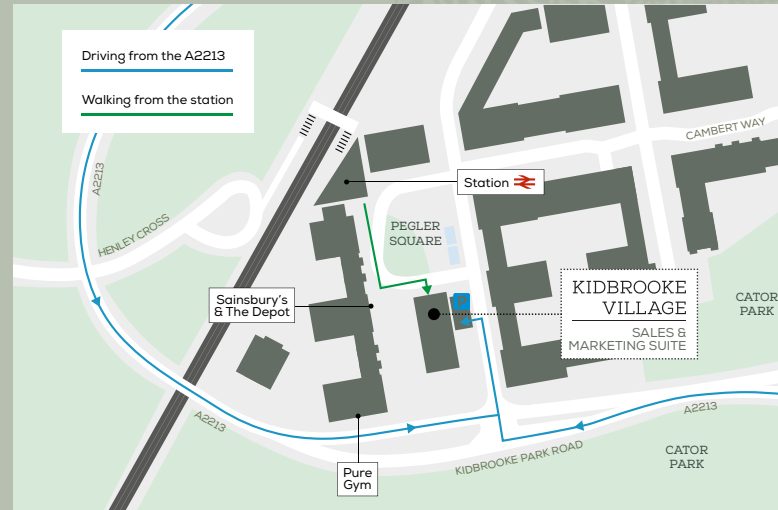 Driving from the A2213
Walking from the station
A2213
HENLEY CROSS
CAMBERT WAY
Station
PEGLER
SQUARE
Sainsbury's
& The Depot
P
KIDBROOKE
VILLAGE
SALES &
MARKETING SUITE
CATOR
PARK
A2213
A2213
KIDBROOKE PARK ROAD
CATOR
PARK
Pure
Gym